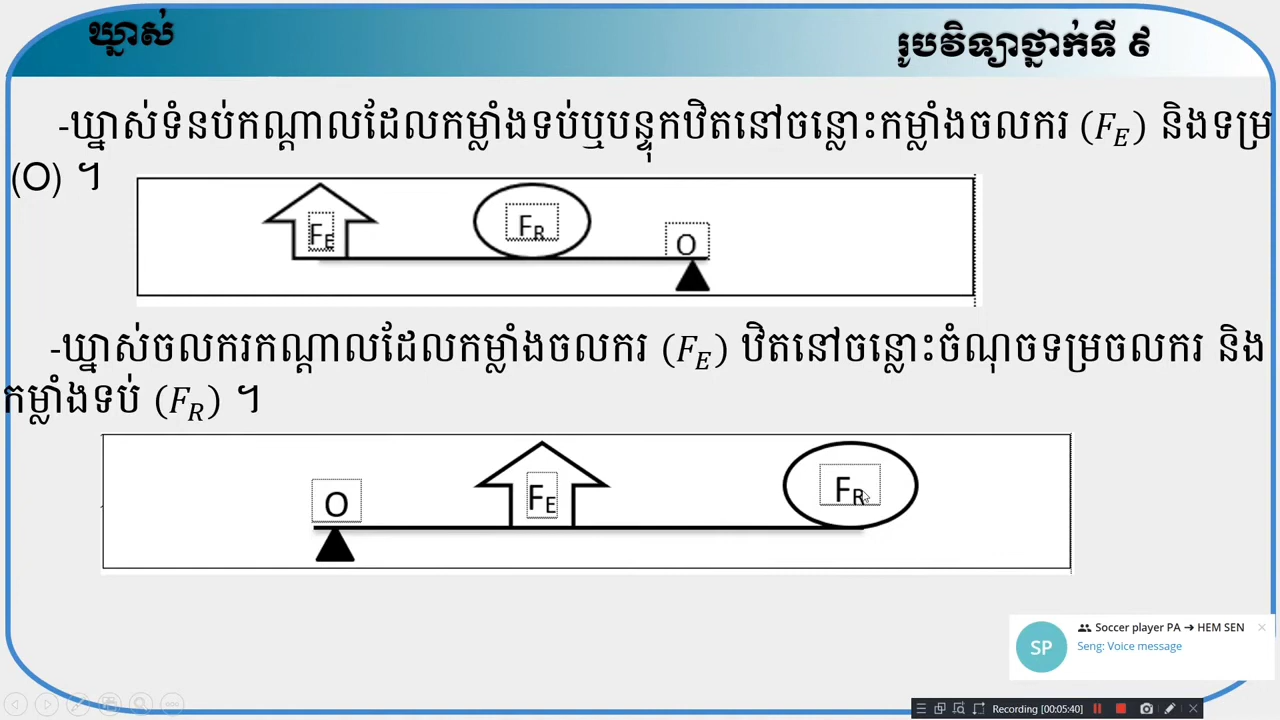 ឃ្នាស់
រូបវិទ្យាថ្នាក់ទី ៩
-ឃ្នាស់ទំនប់កណ្ដាលដែលកម្លាំងទប់ឬបន្ទុកឋិតនៅចន្លោះកម្លាំងចលករ (F_E) និងទម្រ
(O) ។
F_E
F_R
O
-ឃ្នាស់ចលករកណ្ដាលដែលកម្លាំងចលករ (F_E) ឋិតនៅចន្លោះចំណុចទម្រចលករ និង
កម្លាំងទប់ (F_R) ។
O
F_E
F_R
SP
Soccer player PA ➔ HEM SEN
Seng: Voice message
Recording [00:05:40]